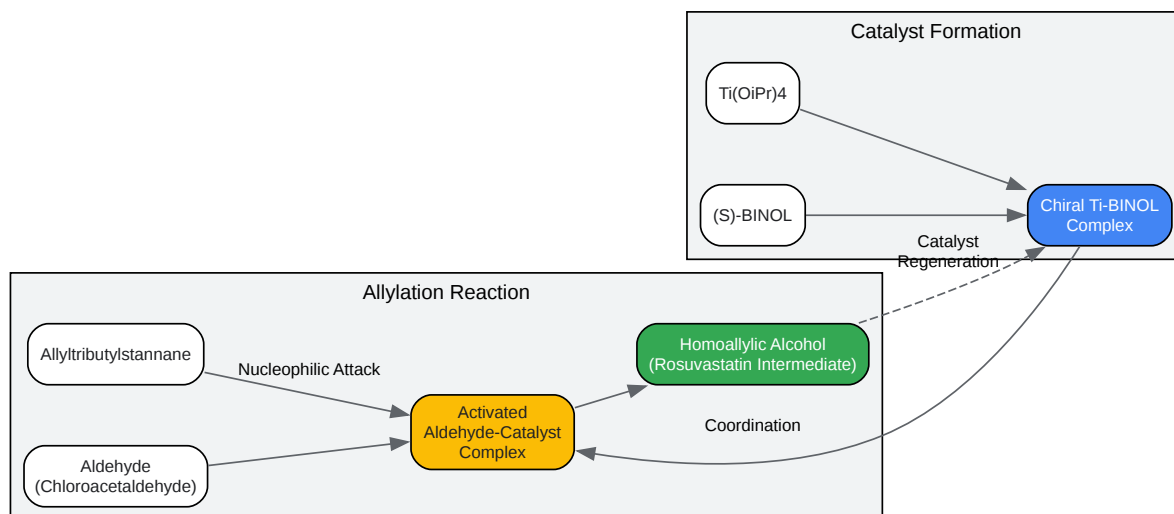 Catalyst Formation
Ti(OiPr)4
(S)-BINOL
Chiral Ti-BINOL
Complex
Catalyst
Regeneration
Allylation Reaction
Allyltributylstannane
Nucleophilic Attack
Homoallylic Alcohol
(Rosuvastatin Intermediate)
Activated
Aldehyde-Catalyst
Complex
Coordination
Aldehyde
(Chloroacetaldehyde)